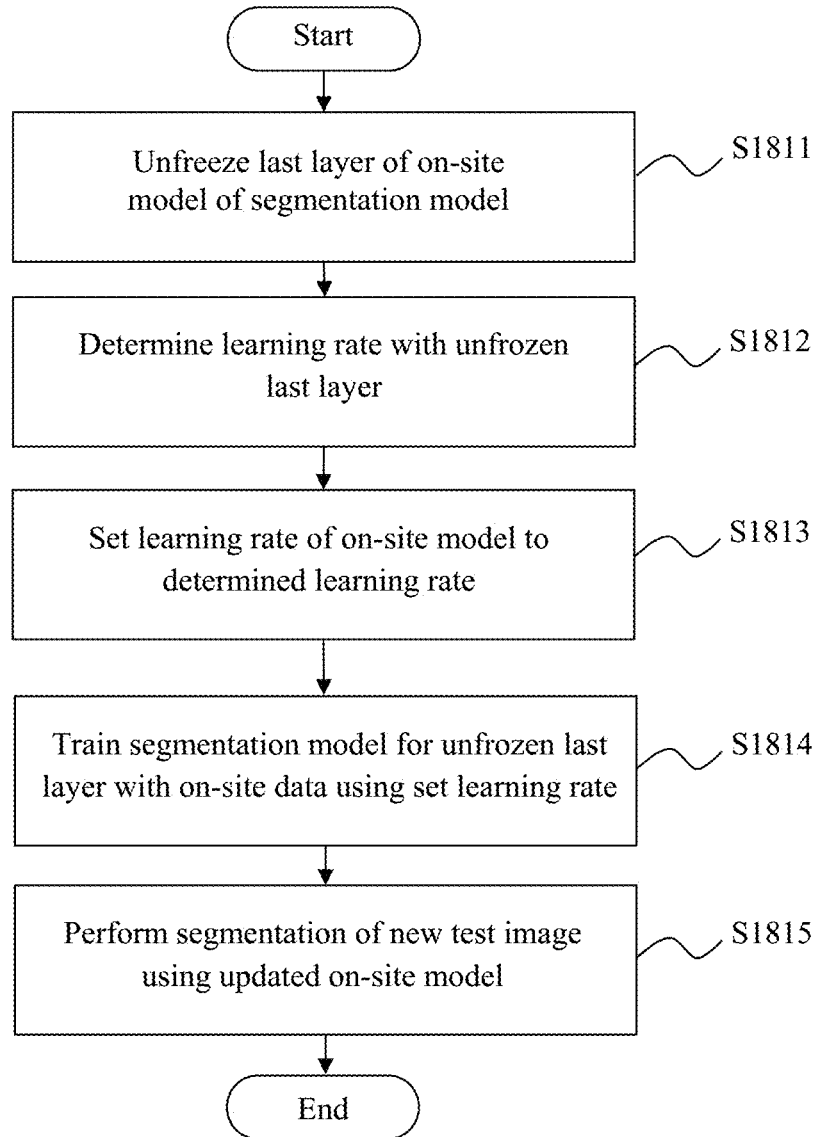 Start
Unfreeze last layer of on-site
model of segmentation model
S1811
Determine learning rate with unfrozen
last layer
S1812
Set learning rate of on-site model to
determined learning rate
S1813
Train segmentation model for unfrozen last
layer with on-site data using set learning rate
S1814
Perform segmentation of new test image
using updated on-site model
S1815
End